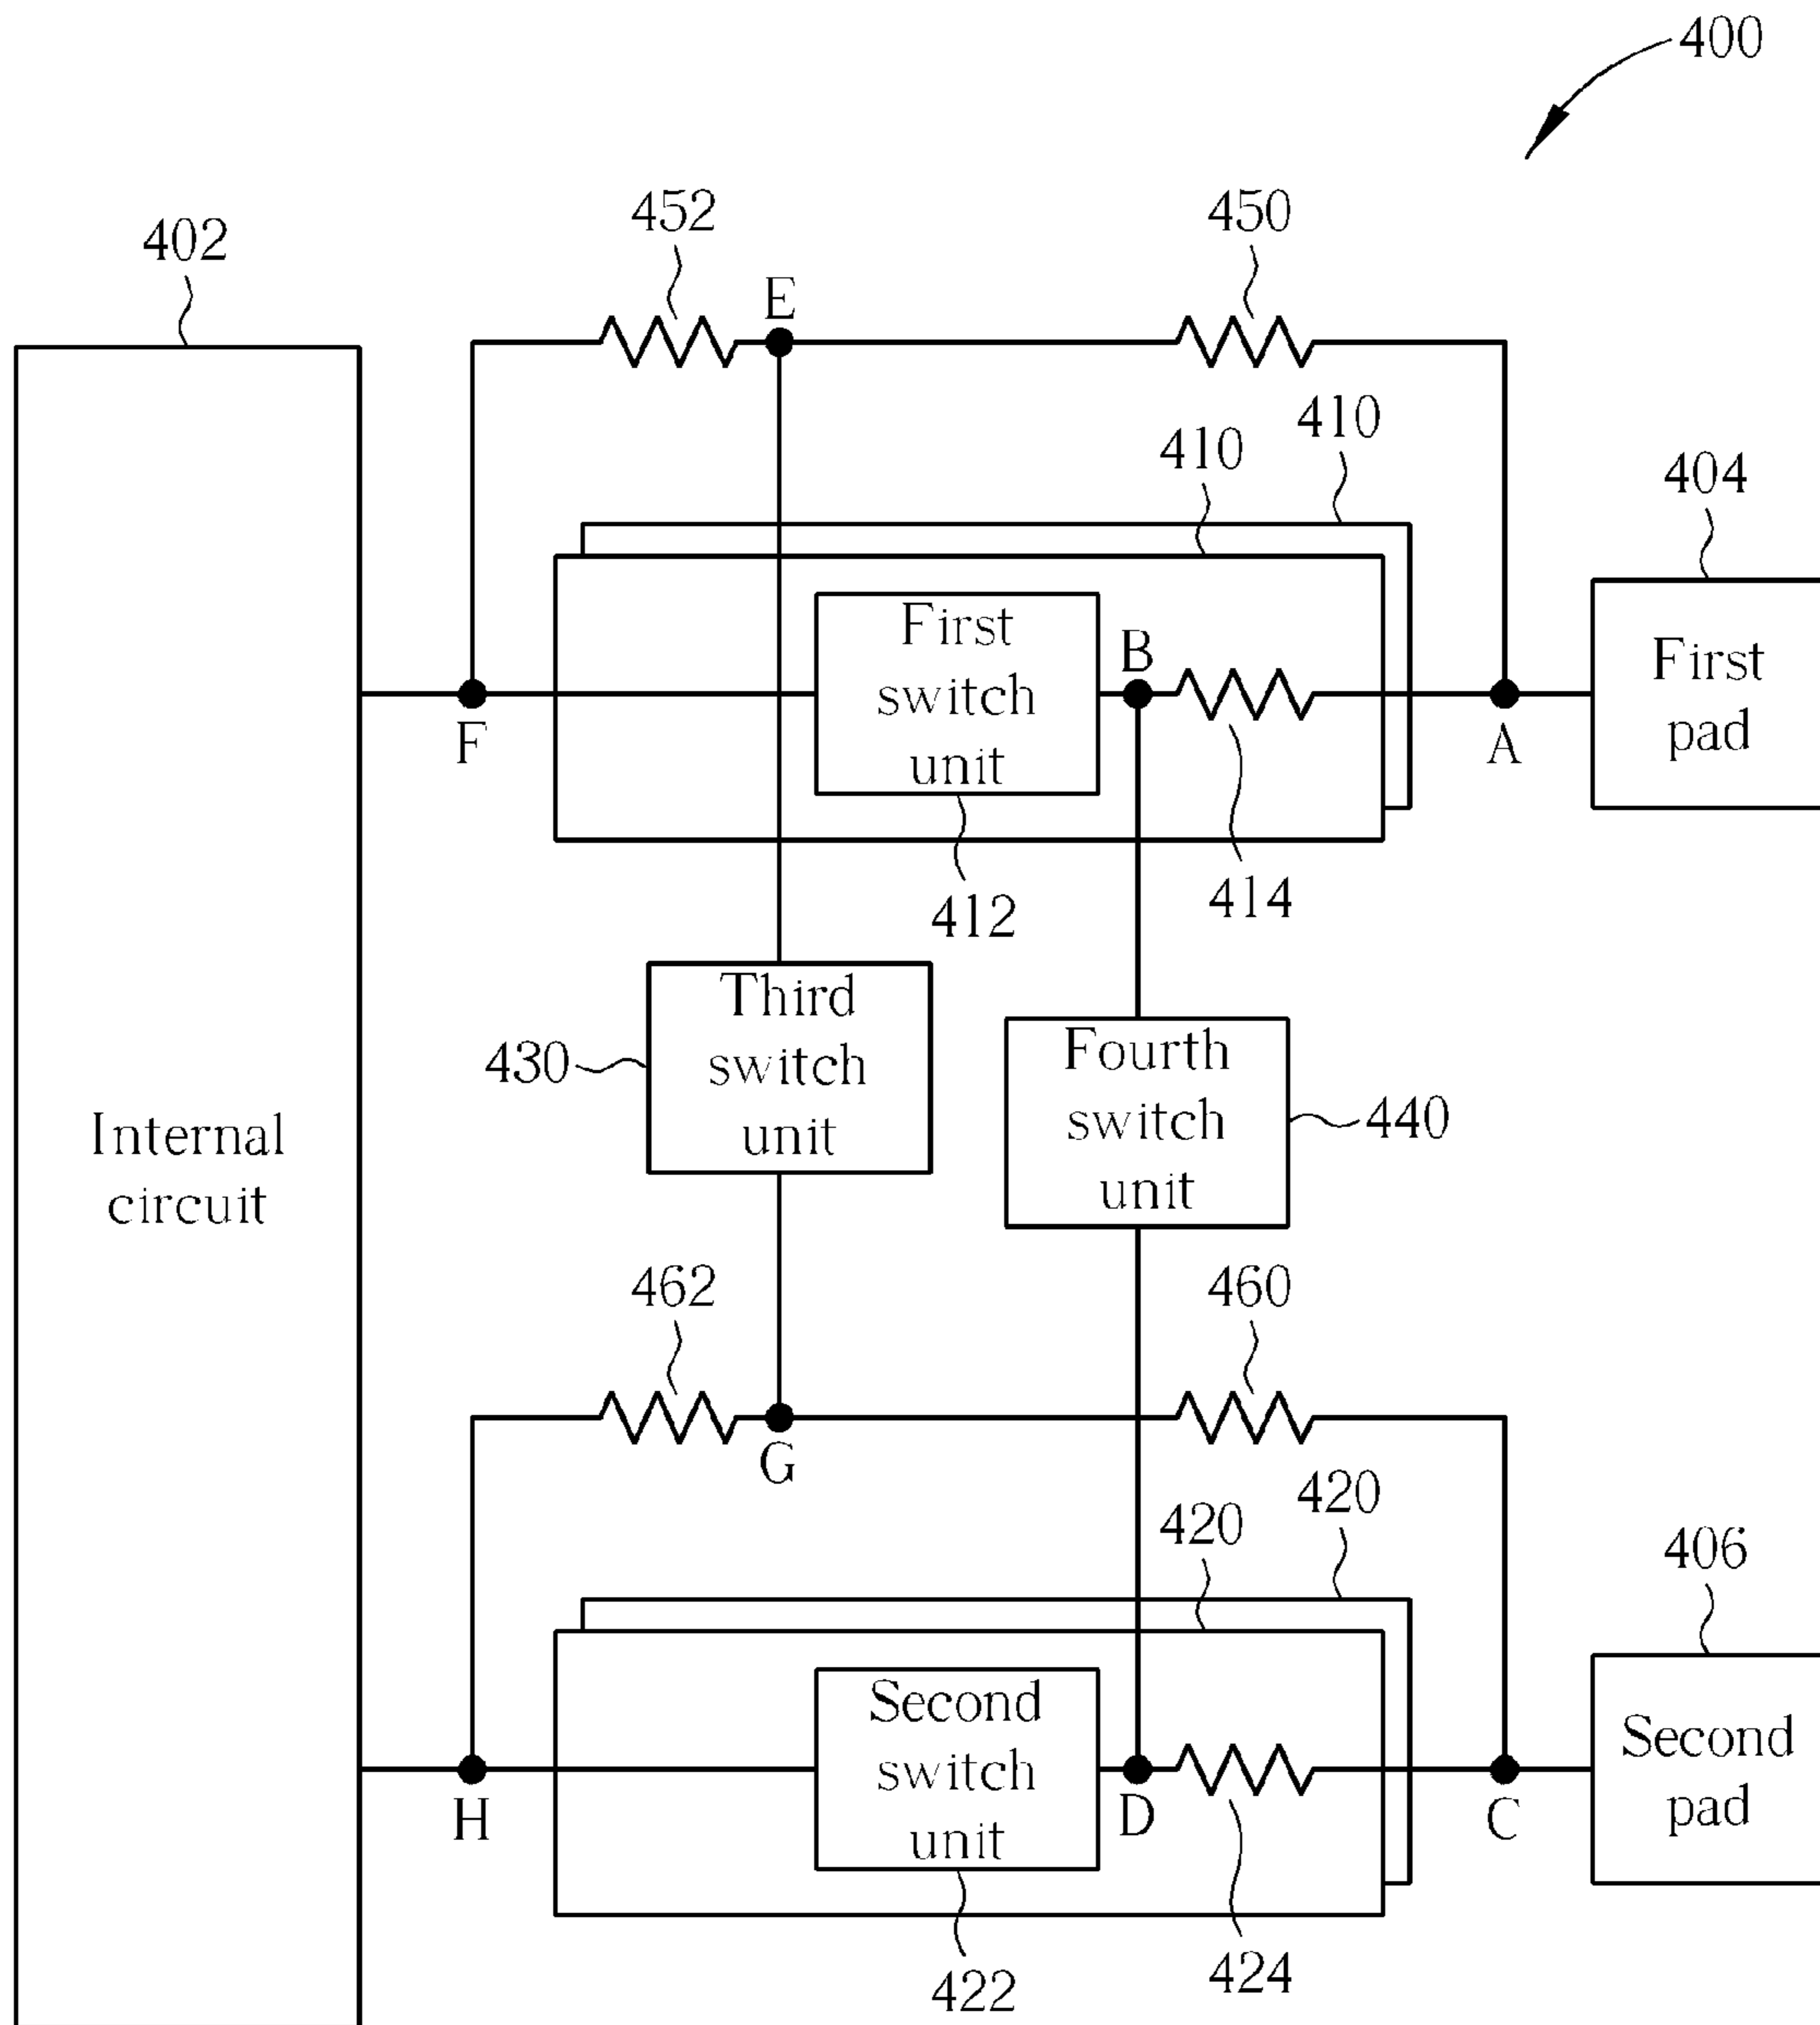 400
452
450
402
E
410
410
404
First
switch
unit
B
First
pad
F
A
412
414
Third
switch
unit
430
Fourth
switch
unit
440
Internal
circuit
462
460
G
420
420
406
Second
switch
unit
Second
pad
H
D
C
422
424